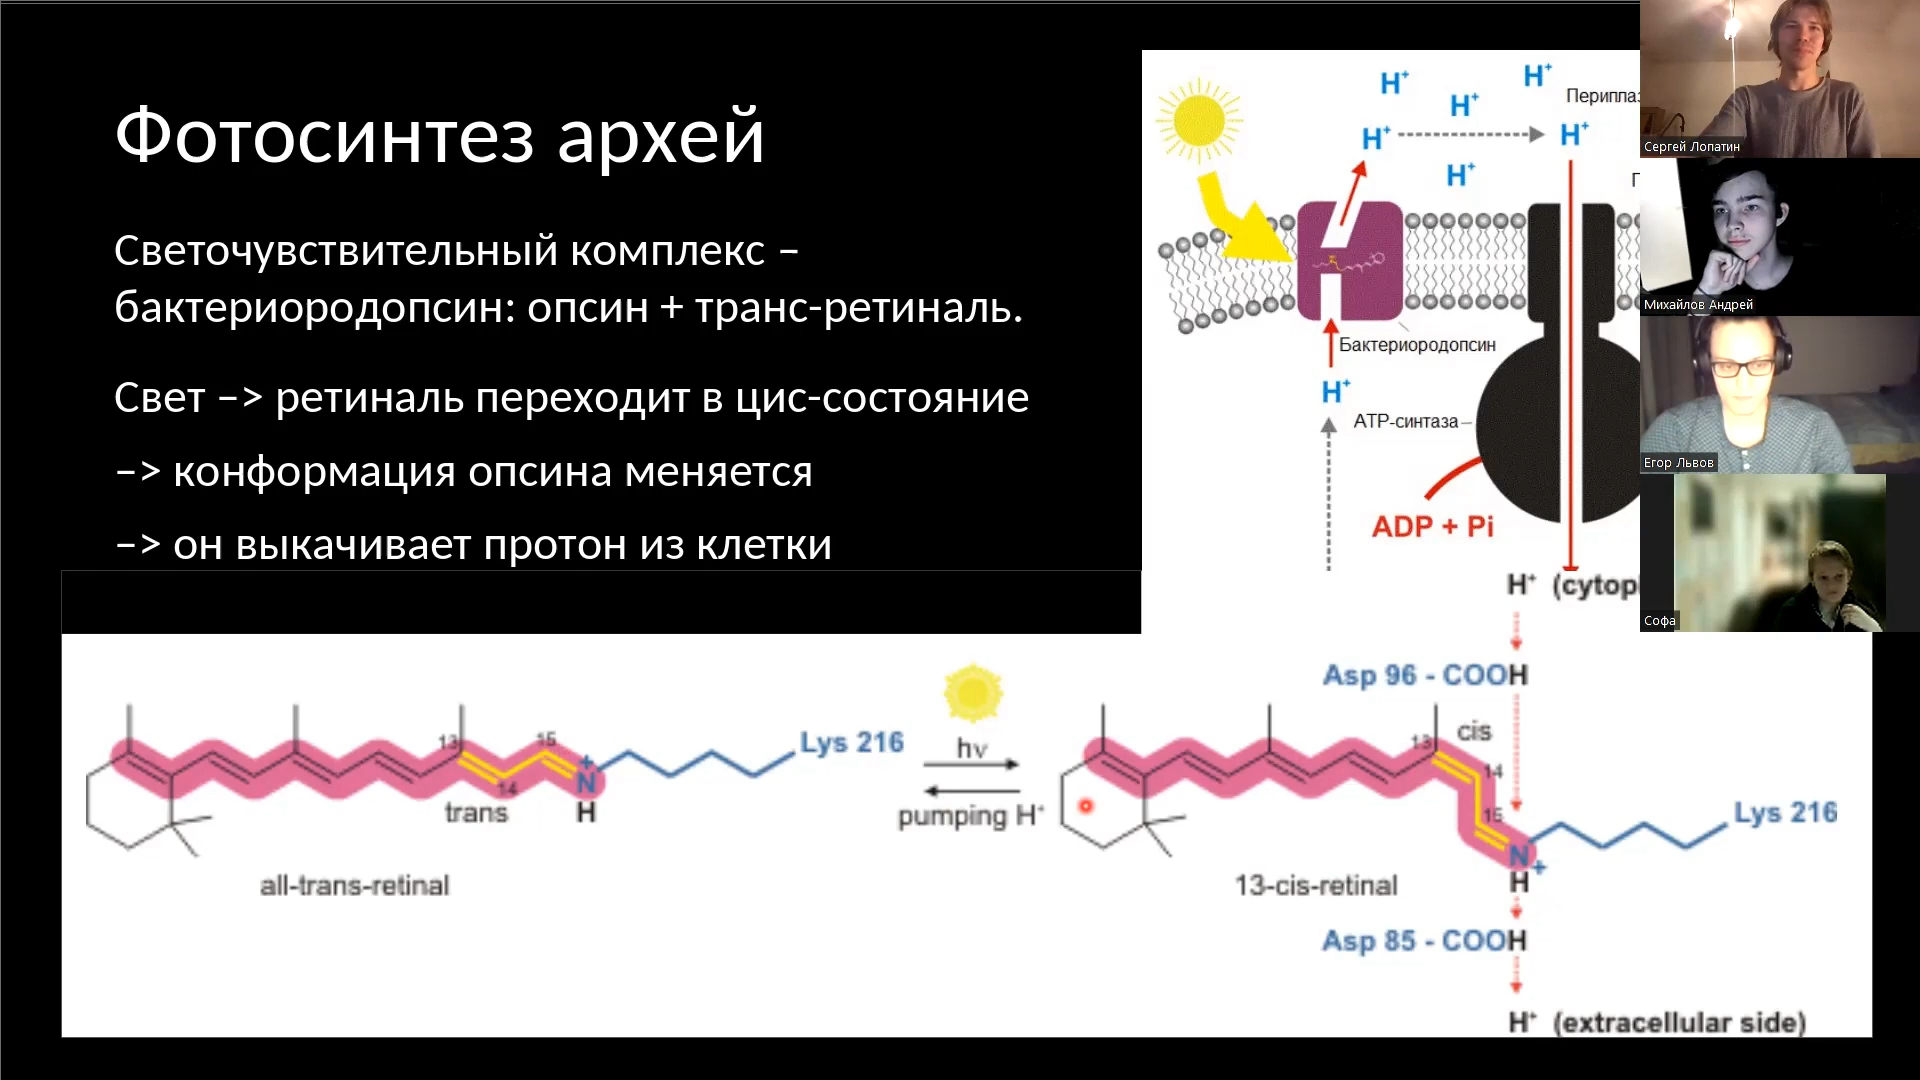 Фотосинтез архей
Светочувствительный комплекс –
бактериородопсин: опсин + транс-ретиналь.
Свет –> ретиналь переходит в цис-состояние
–> конформация опсина меняется
–> он выкачивает протон из клетки
H⁺
H⁺
H⁺
H⁺
H⁺
H⁺
Бактериородопсин
H⁺
АТР-синтаза
ADP + Pi
Сергей Лопатин
Михайлов Андрей
Егор Львов
Софа
H⁺
Asp 96 - COOH
13
15
14
trans
+
N
H
Lys 216
all-trans-retinal
hν
pumping H⁺
13
cis
14
15
N
+
H
Lys 216
13-cis-retinal
Asp 85 - COOH
H⁺ (extracellular side)